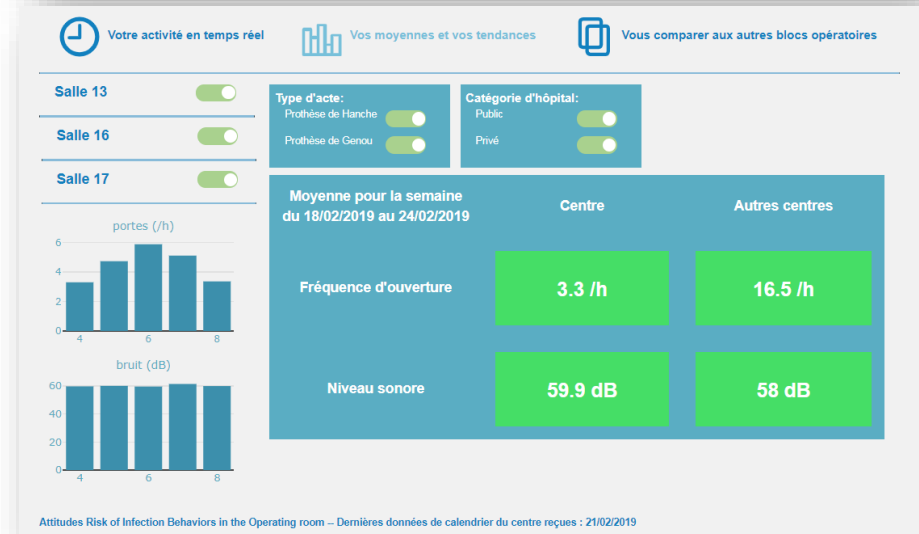 Votre activité en temps réel
Vos moyennes et vos tendances
Vous comparer aux autres blocs opératoires
Salle 13
Salle 16
Salle 17
Type d'acte:
Prothèse de Hanche
Prothèse de Genou
Catégorie d'hôpital:
Public
Privé
portes (/h)
6
4
2
0
4 6 8
bruit (dB)
60
40
20
0
4 6 8
Moyenne pour la semaine
du 18/02/2019 au 24/02/2019
Centre
Autres centres
Fréquence d'ouverture
3.3 /h
16.5 /h
Niveau sonore
59.9 dB
58 dB
Attitudes Risk of Infection Behaviors in the Operating room -- Dernières données de calendrier du centre reçues : 21/02/2019